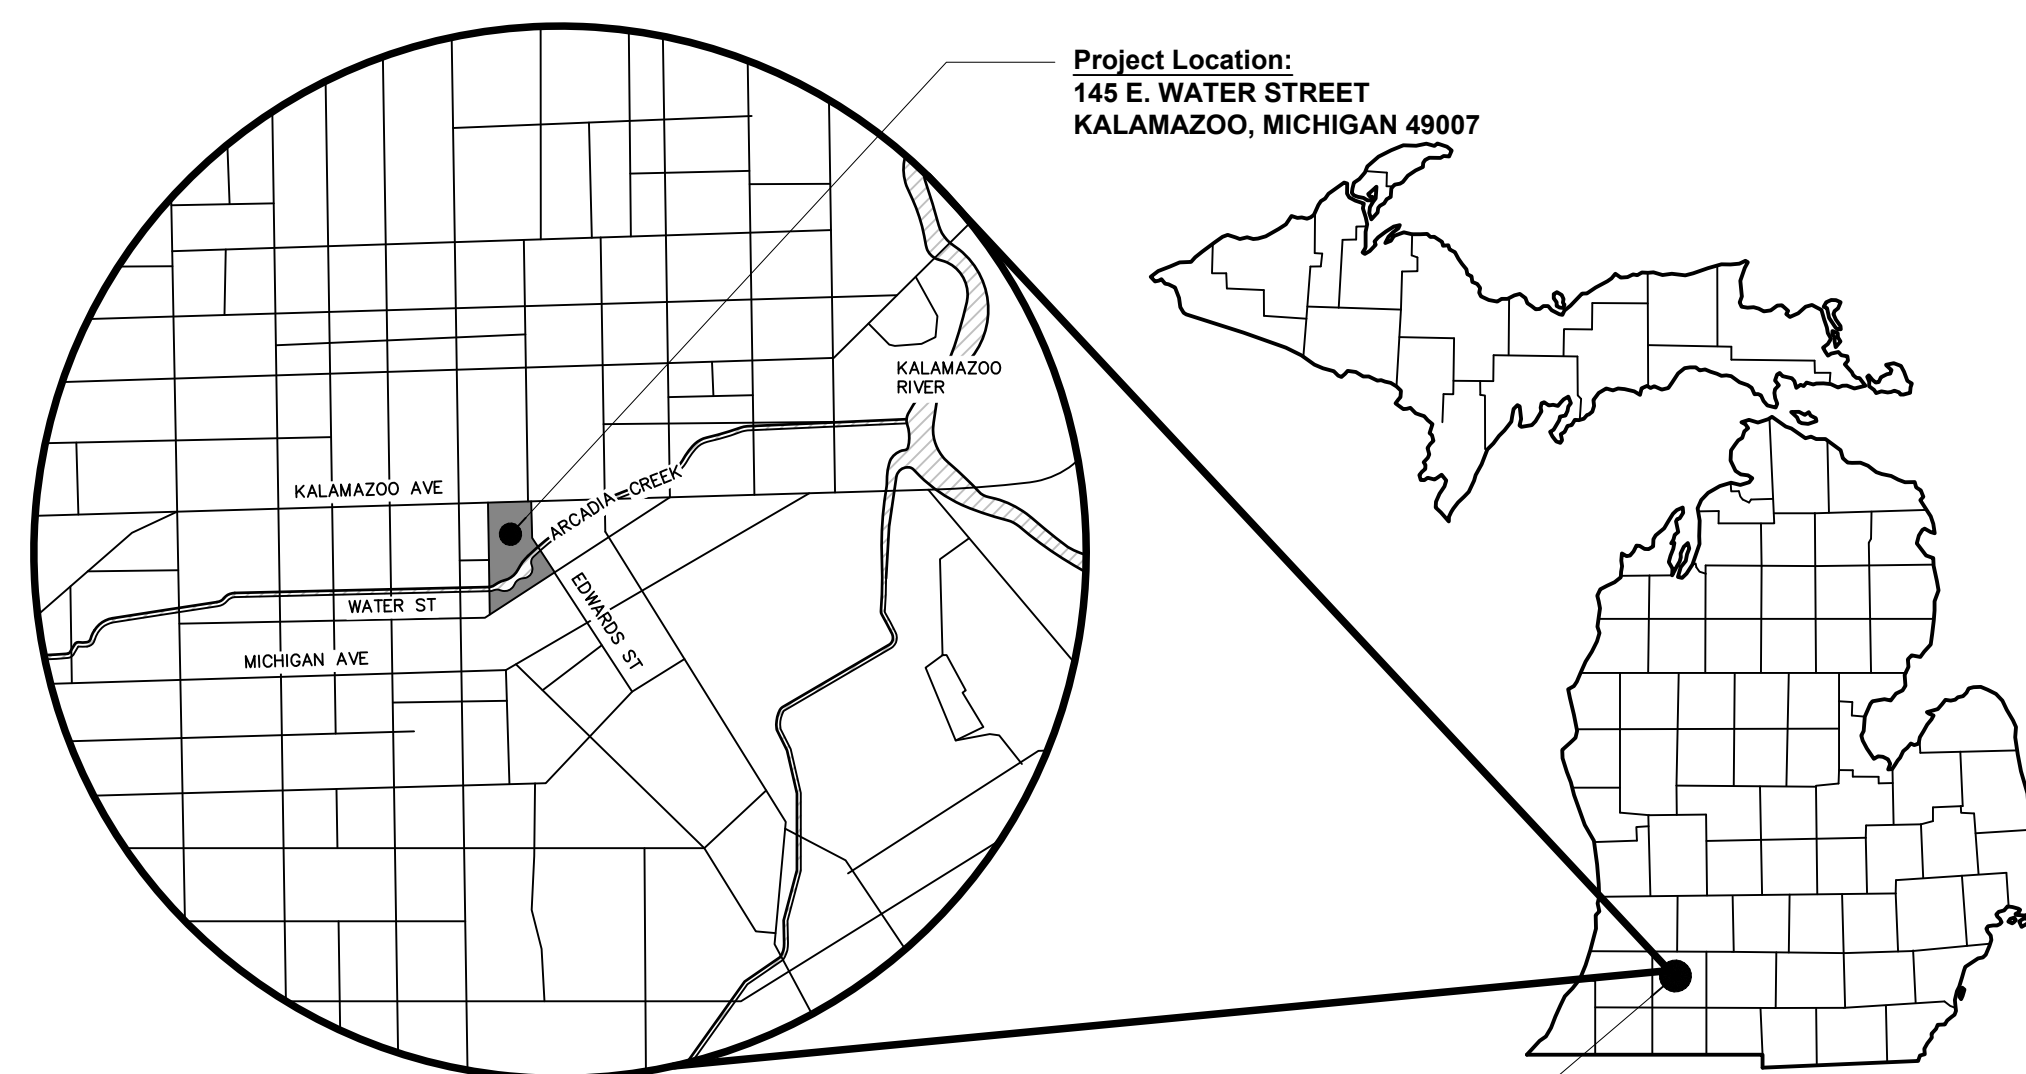 Project Location:
145 E. WATER STREET
KALAMAZOO, MICHIGAN 49007
KALAMAZOO
RIVER
KALAMAZOO AVE
ARCADIA CREEK
WATER ST
EDWARDS ST
MICHIGAN AVE